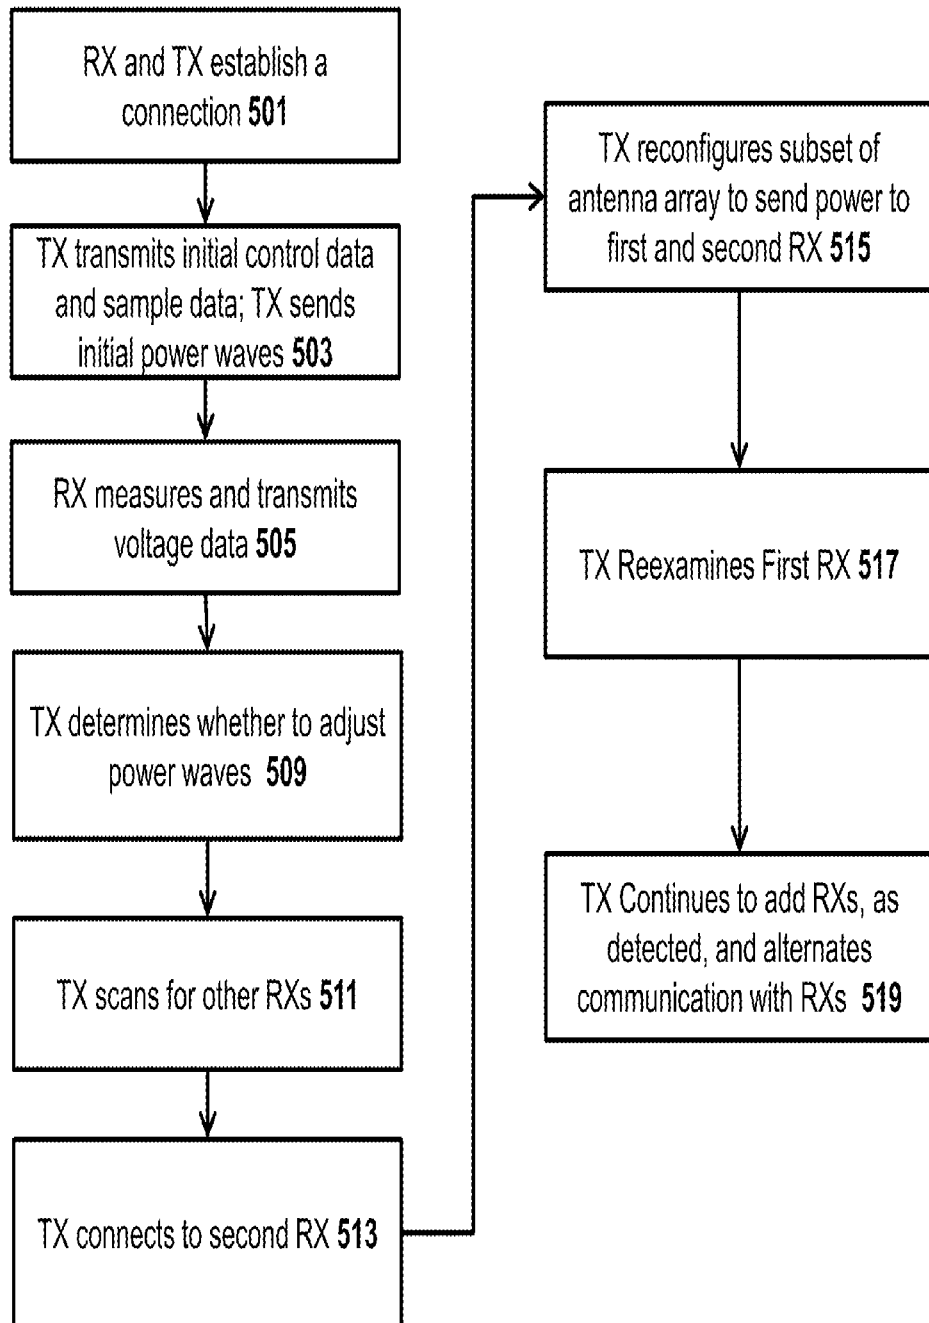 RX and TX establish a
connection 501
TX transmits initial control data
and sample data; TX sends
initial power waves 503
RX measures and transmits
voltage data 505
TX determines whether to adjust
power waves 509
TX scans for other RXs 511
TX connects to second RX 513
TX reconfigures subset of
antenna array to send power to
first and second RX 515
TX Reexamines First RX 517
TX Continues to add RXs, as
detected, and alternates
communication with RXs 519